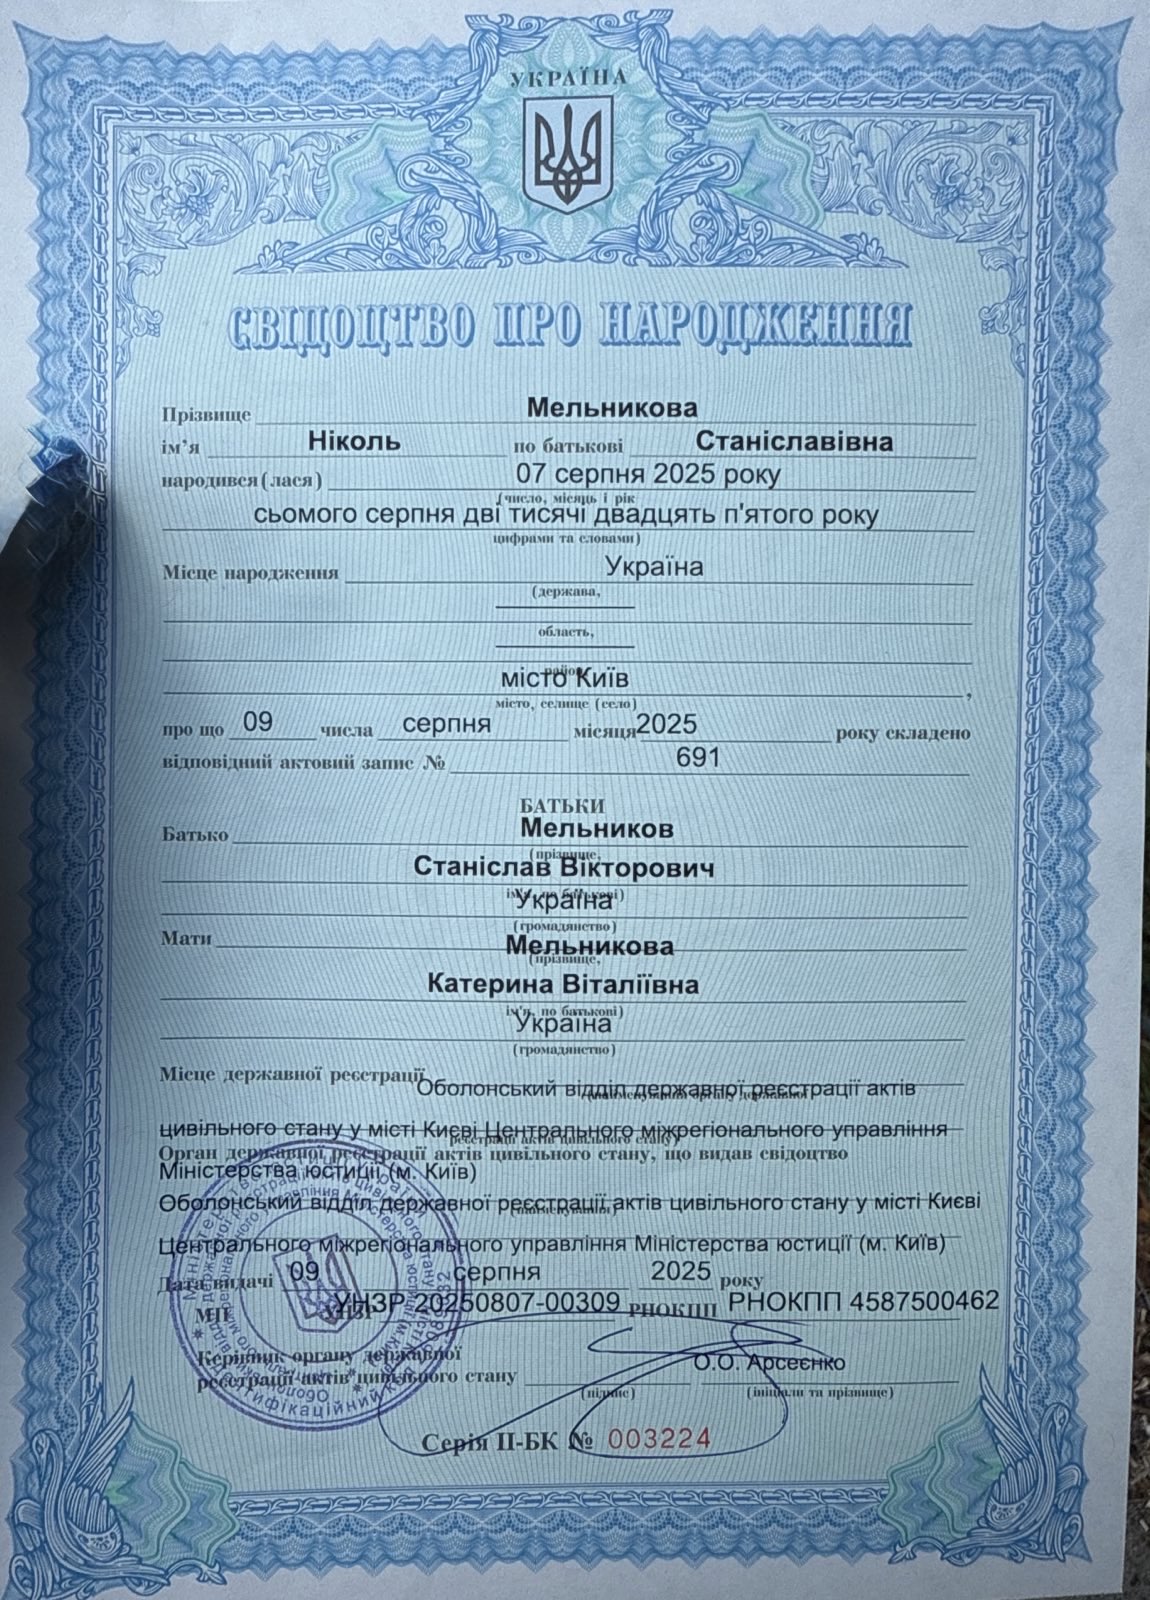 УКРАЇНА
СВІДОЦТВО ПРО НАРОДЖЕННЯ
Прізвище Мельникова
ім'я Ніколь по батькові Станіславівна
народився(лася) 07 серпня 2025 року
(число, місяць і рік
сьомого серпня дві тисячі двадцять п'ятого року
цифрами та словами)
Місце народження Україна
(держава,
область,
район,
місто Київ
місто, селище (село)
про що 09 числа серпня місяця 2025 року складено
відповідний актовий запис № 691
БАТЬКИ
Батько Мельников
(прізвище,
Станіслав Вікторович
ім'я, по батькові)
Україна
(громадянство)
Мати Мельникова
(прізвище,
Катерина Віталіївна
ім'я, по батькові)
Україна
(громадянство)
Місце державної реєстрації Оболонський відділ державної реєстрації актів
(найменування органу державної
цивільного стану у місті Києві Центрального міжрегіонального управління
реєстрації актів цивільного стану)
Орган державної реєстрації актів цивільного стану, що видав свідоцтво
Міністерства юстиції (м. Київ)
Оболонський відділ державної реєстрації актів цивільного стану у місті Києві
(найменування)
Центрального міжрегіонального управління Міністерства юстиції (м. Київ)
Дата видачі 09 серпня 2025 року
МП УНЗР УНЗР 20250807-00309 РНОКПП РНОКПП 4587500462
Керівник органу державної
О.О. Арсеєнко
реєстрації актів цивільного стану
(підпис) (ініціали та прізвище)
Серія ІІ-БК № 003224